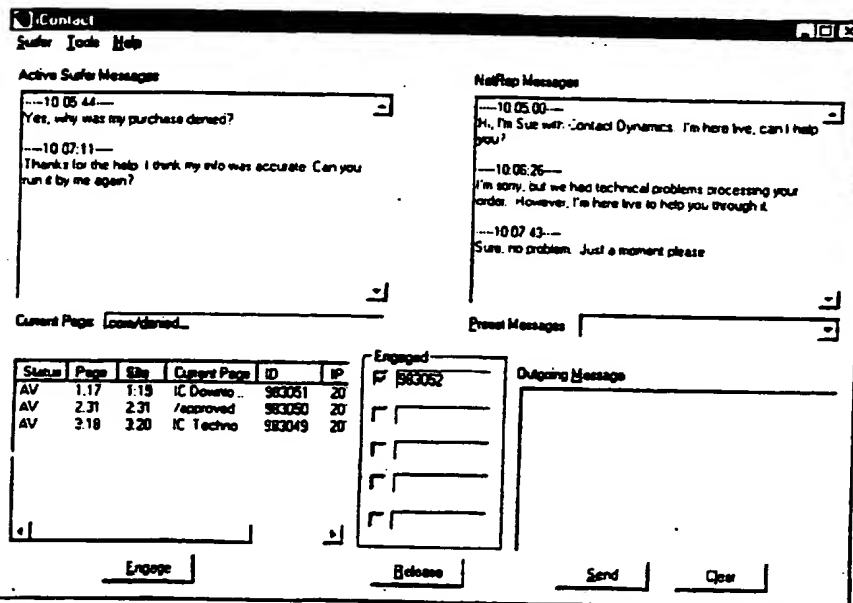 iContact
Surfer Tools Help
Active Surfer Messages
----10:05:44----
Yes, why was my purchase denied?
----10:07:11----
Thanks for the help. I think my info was accurate. Can you
run it by me again?
NetRep Messages
----10:05:00----
Hi, I'm Sue with Contact Dynamics. I'm here live, can I help
you?
----10:06:26----
I'm sorry, but we had technical problems processing your
order. However, I'm here live to help you through it.
----10:07:43----
Sure, no problem. Just a moment please
Current Page: .com/denied...
Preset Messages
Status Page Site Current Page ID IP
AV 1:17 1:19 IC Downlo... 983051 20
AV 2:31 2:31 /approved 983050 20
AV 3:18 3:20 IC Techno 983049 20
Engaged
983052
Outgoing Message
Engage
Release
Send
Clear